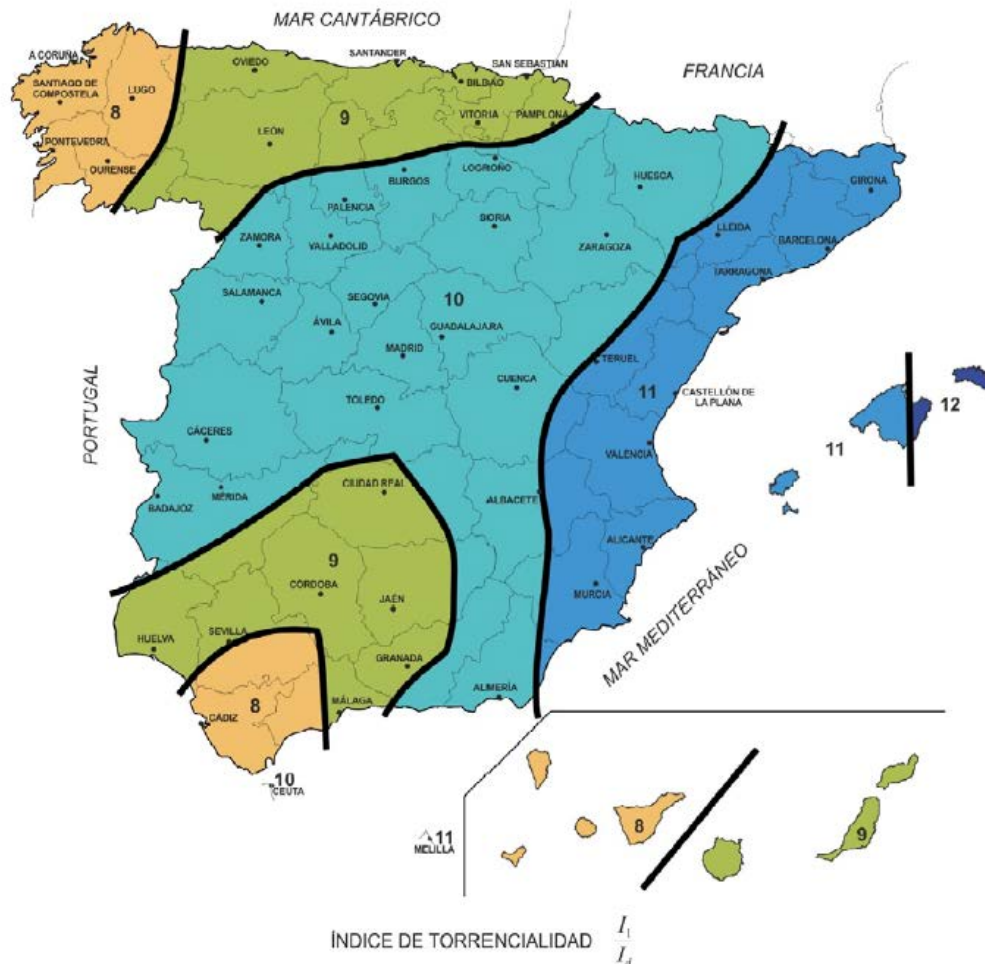 MAR CANTÁBRICO
A CORUÑA
SANTANDER
SAN SEBASTIÁN
FRANCIA
OVIEDO
BILBAO
SANTIAGO DE
COMPOSTELA
LUGO
8
9
VITORIA
PAMPLONA
LEÓN
PONTEVEDRA
OURENSE
LOGROÑO
BURGOS
HUESCA
GIRONA
PALENCIA
SORIA
LLEIDA
BARCELONA
ZAMORA
VALLADOLID
ZARAGOZA
TARRAGONA
SALAMANCA
SEGOVIA
10
ÁVILA
GUADALAJARA
MADRID
TERUEL
CUENCA
11
CASTELLÓN DE
LA PLANA
12
PORTUGAL
TOLEDO
CÁCERES
VALENCIA
11
CIUDAD REAL
MÉRIDA
BADAJOZ
ALBACETE
ALICANTE
9
CÓRDOBA
MURCIA
JAÉN
MAR MEDITERRÁNEO
HUELVA
SEVILLA
GRANADA
ALMERÍA
MÁLAGA
8
CÁDIZ
10
CEUTA
11
MELILLA
8
9
ÍNDICE DE TORRENCIALIDAD I₁/I_d